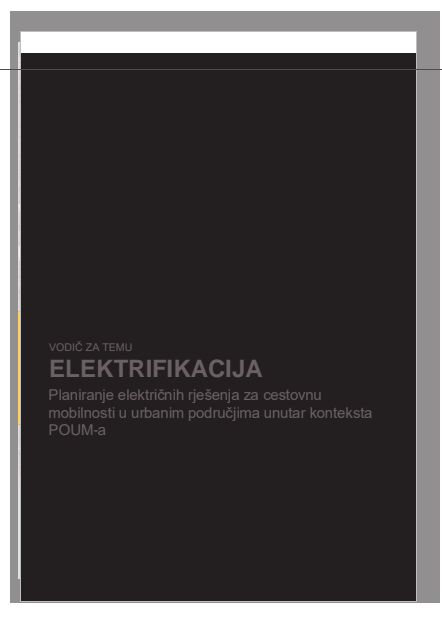 VODIČ ZA TEMU
ELEKTRIFIKACIJA
Planiranje električnih rješenja za cestovnu
mobilnosti u urbanim područjima unutar konteksta
POUM-a